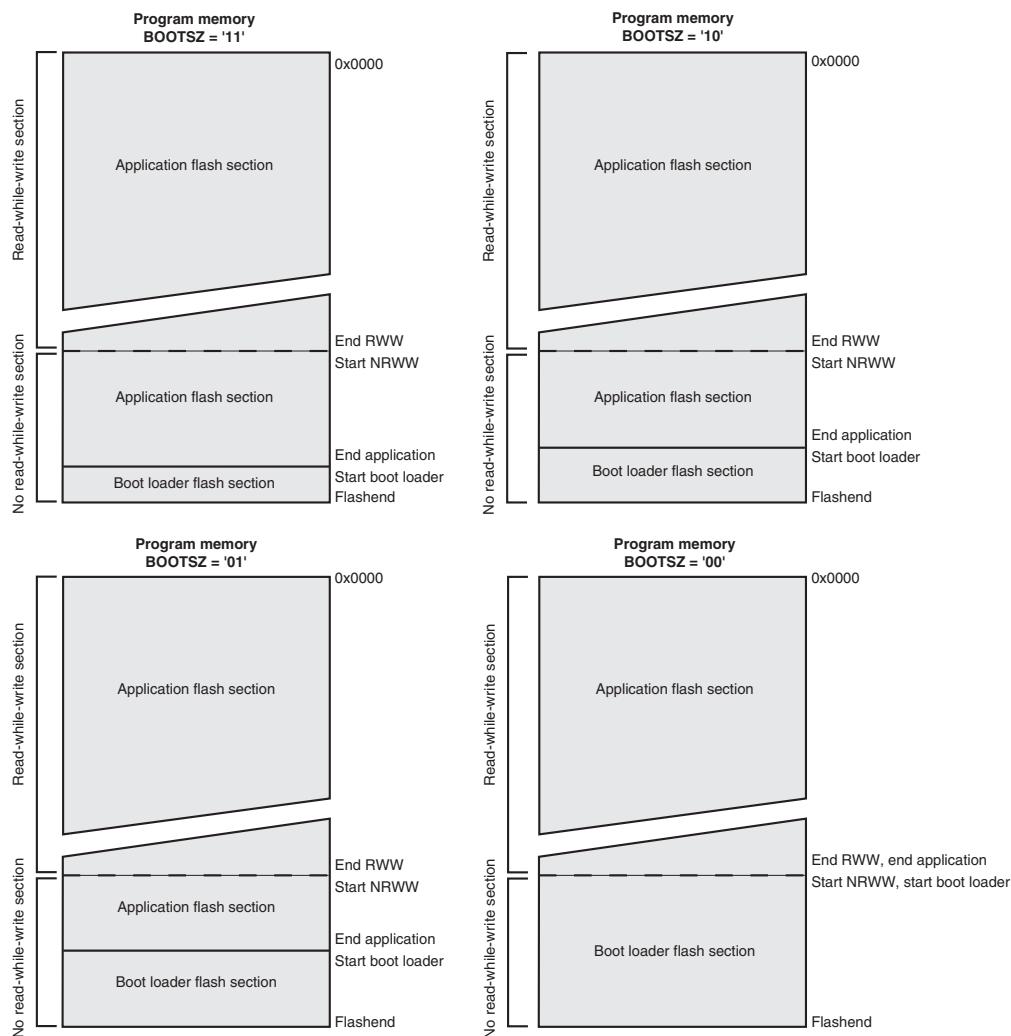 Program memory
BOOTSZ = '11'
0x0000
Read-while-write section
Application flash section
End RWW
Start NRWW
No read-while-write section
Application flash section
End application
Start boot loader
Boot loader flash section
Flashend
Program memory
BOOTSZ = '10'
0x0000
Read-while-write section
Application flash section
End RWW
Start NRWW
No read-while-write section
Application flash section
End application
Start boot loader
Boot loader flash section
Flashend
Program memory
BOOTSZ = '01'
0x0000
Read-while-write section
Application flash section
End RWW
Start NRWW
No read-while-write section
Application flash section
End application
Start boot loader
Boot loader flash section
Flashend
Program memory
BOOTSZ = '00'
0x0000
Read-while-write section
Application flash section
End RWW, end application
Start NRWW, start boot loader
No read-while-write section
Boot loader flash section
Flashend